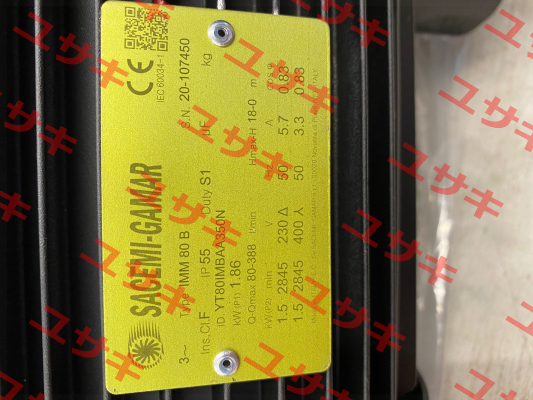 SACEMI-GAMAR
CE
IEC 60034-1
3~ Type IMM 80 B
S.N. 20-107450
Ins.Cl.F IP 55 Duty S1 µF kg
ID. YT80IMBAA350N
KW(P1) 1.86
Q-Qmax 80-388 l/min Hmax-H 18-0 m
KW(P2) min V Hz A cos φ
1.5 2845 230 Δ 50 5.7 0.83
1.5 2845 400 人 50 3.3 0.83
ユサキ
ユサキ
ユサキ
ユサキ
ユサキ
ユサキ
ユサキ
ユサキ